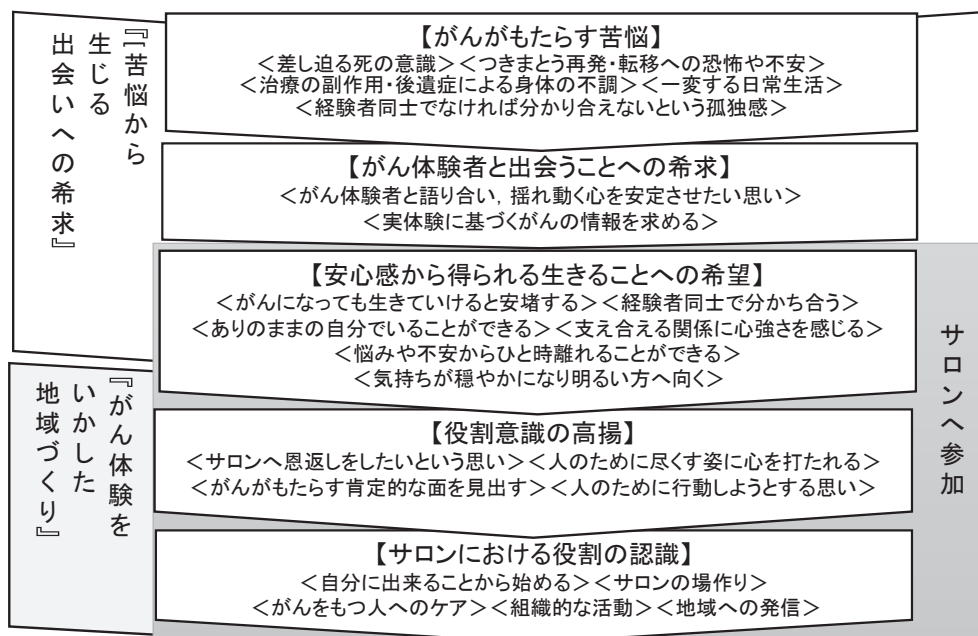 『苦悩から
生じる
出会いへの希求』
【がんがもたらす苦悩】
<差し迫る死の意識><つきまとう再発・転移への恐怖や不安>
<治療の副作用・後遺症による身体の不調><一変する日常生活>
<経験者同士でなければ分かり合えないという孤独感>
【がん体験者と出会うことへの希求】
<がん体験者と語り合い, 揺れ動く心を安定させたい思い>
<実体験に基づくがんの情報を求める>
【安心感から得られる生きることへの希望】
<がんになっても生きていけると安堵する><経験者同士で分かち合う>
<ありのままの自分でいることができる><支え合える関係に心強さを感じる>
<悩みや不安からひと時離れることができる>
<気持ちが穏やかになり明るい方へ向く>
『がん体験を
いかした
地域づくり』
【役割意識の高揚】
<サロンへ恩返しをしたいという思い><人のために尽くす姿に心を打たれる>
<がんがもたらす肯定的な面を見出す><人のために行動しようとする思い>
【サロンにおける役割の認識】
<自分に出来ることから始める><サロンの場作り>
<がんをもつ人へのケア><組織的な活動><地域への発信>
サロンへ参加